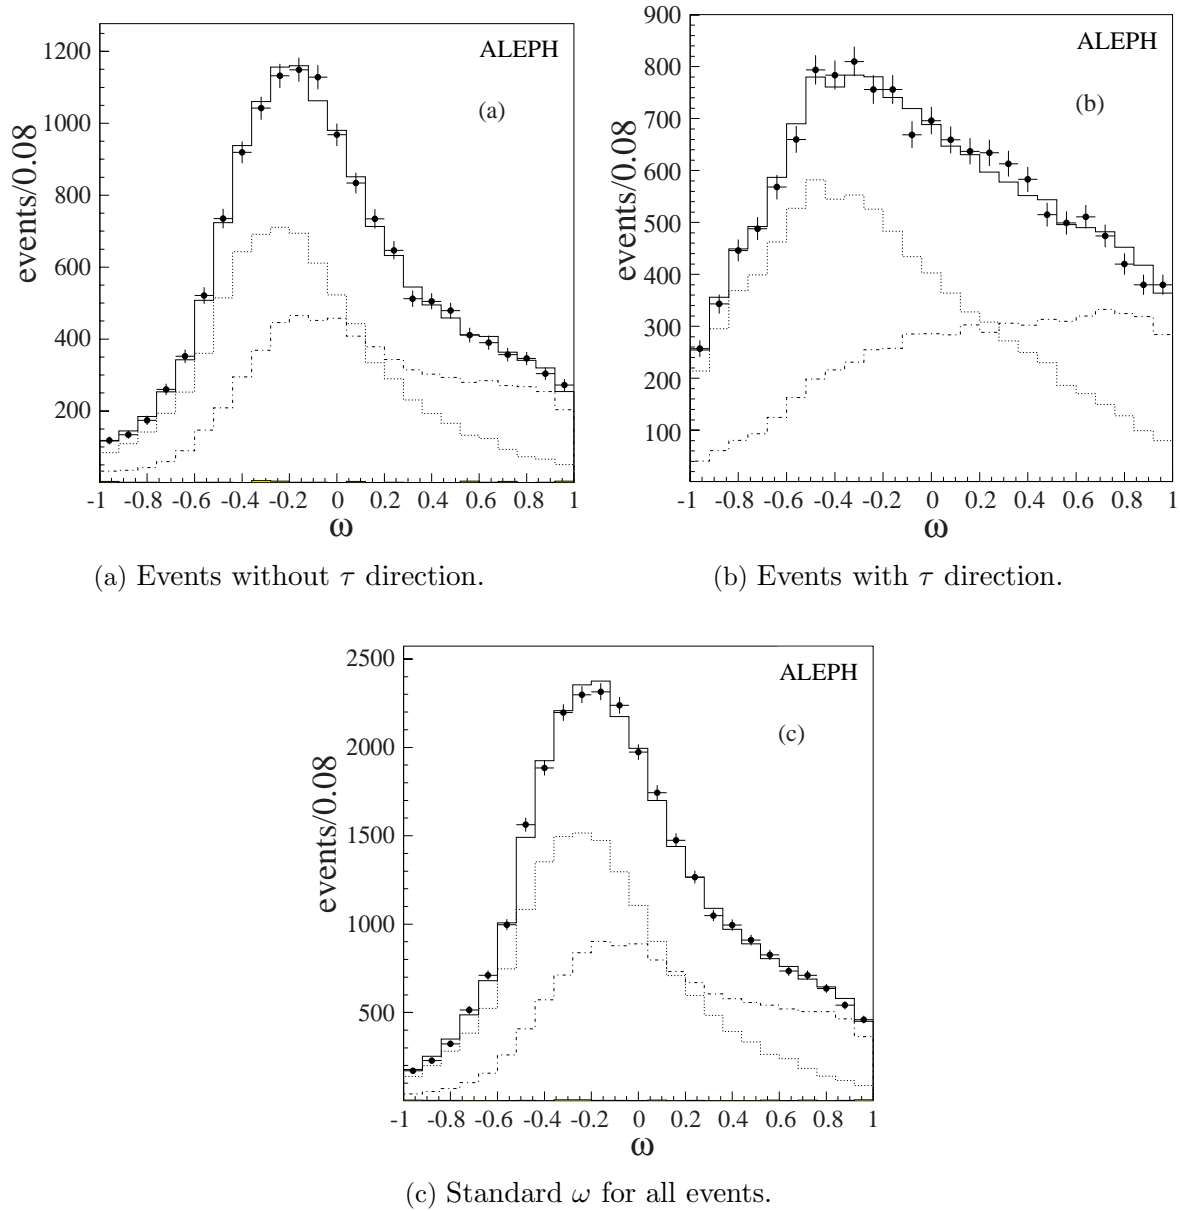 1200
1000
800
600
400
200
events/0.08
ALEPH
(a)
-1 -0.8 -0.6 -0.4 -0.2 0 0.2 0.4 0.6 0.8 1
ω
(a) Events without τ direction.
900
800
700
600
500
400
300
200
100
events/0.08
ALEPH
(b)
-1 -0.8 -0.6 -0.4 -0.2 0 0.2 0.4 0.6 0.8 1
ω
(b) Events with τ direction.
2500
2000
1500
1000
500
events/0.08
ALEPH
(c)
-1 -0.8 -0.6 -0.4 -0.2 0 0.2 0.4 0.6 0.8 1
ω
(c) Standard ω for all events.